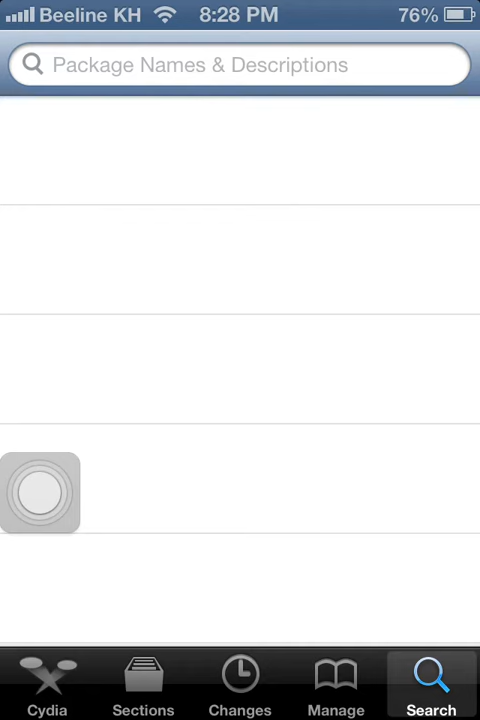 Beeline KH 8:28 PM 76%
Package Names & Descriptions
Cydia Sections Changes Manage Search